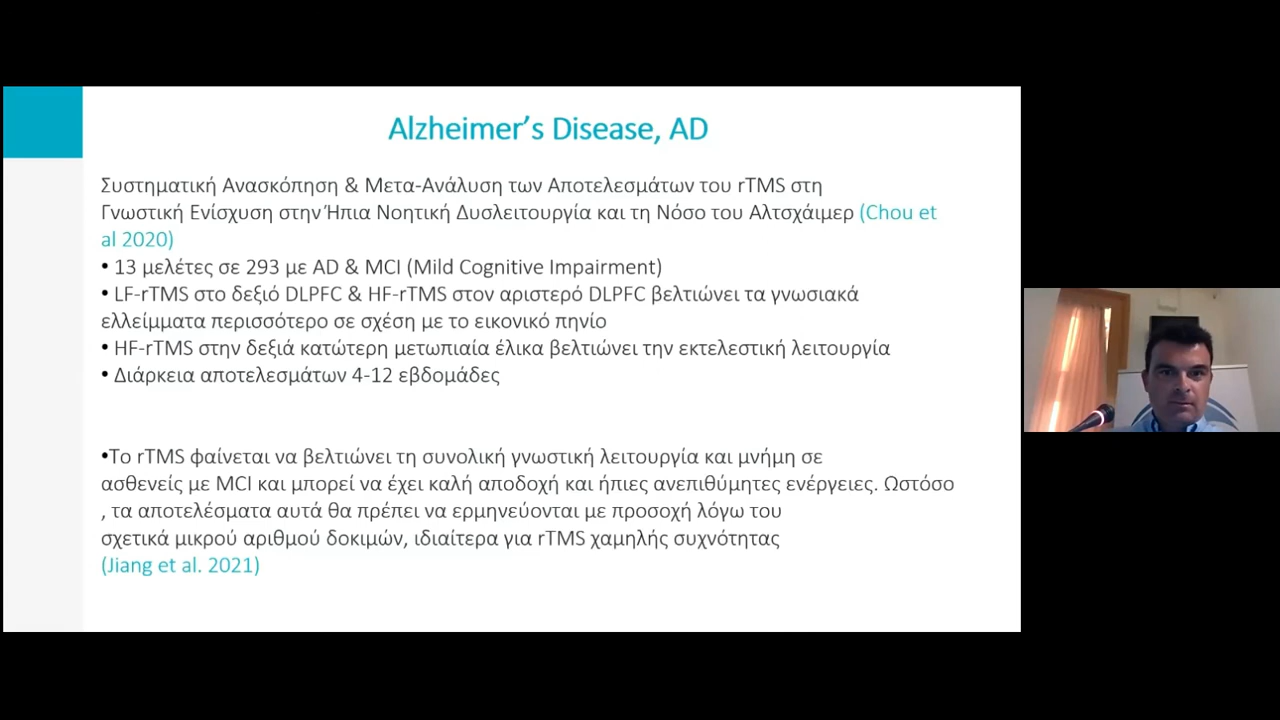 Alzheimer's Disease, AD
Συστηματική Ανασκόπηση & Μετα-Ανάλυση των Αποτελεσμάτων του rTMS στη
Γνωστική Ενίσχυση στην Ήπια Νοητική Δυσλειτουργία και τη Νόσο του Αλτσχάιμερ (Chou et
al 2020)
• 13 μελέτες σε 293 με AD & MCI (Mild Cognitive Impairment)
• LF-rTMS στο δεξιό DLPFC & HF-rTMS στον αριστερό DLPFC βελτιώνει τα γνωσιακά
ελλείμματα περισσότερο σε σχέση με το εικονικό πηνίο
• HF-rTMS στην δεξιά κατώτερη μετωπιαία έλικα βελτιώνει την εκτελεστική λειτουργία
• Διάρκεια αποτελεσμάτων 4-12 εβδομάδες
•Το rTMS φαίνεται να βελτιώνει τη συνολική γνωστική λειτουργία και μνήμη σε
ασθενείς με MCI και μπορεί να έχει καλή αποδοχή και ήπιες ανεπιθύμητες ενέργειες. Ωστόσο
, τα αποτελέσματα αυτά θα πρέπει να ερμηνεύονται με προσοχή λόγω του
σχετικά μικρού αριθμού δοκιμών, ιδιαίτερα για rTMS χαμηλής συχνότητας
(Jiang et al. 2021)